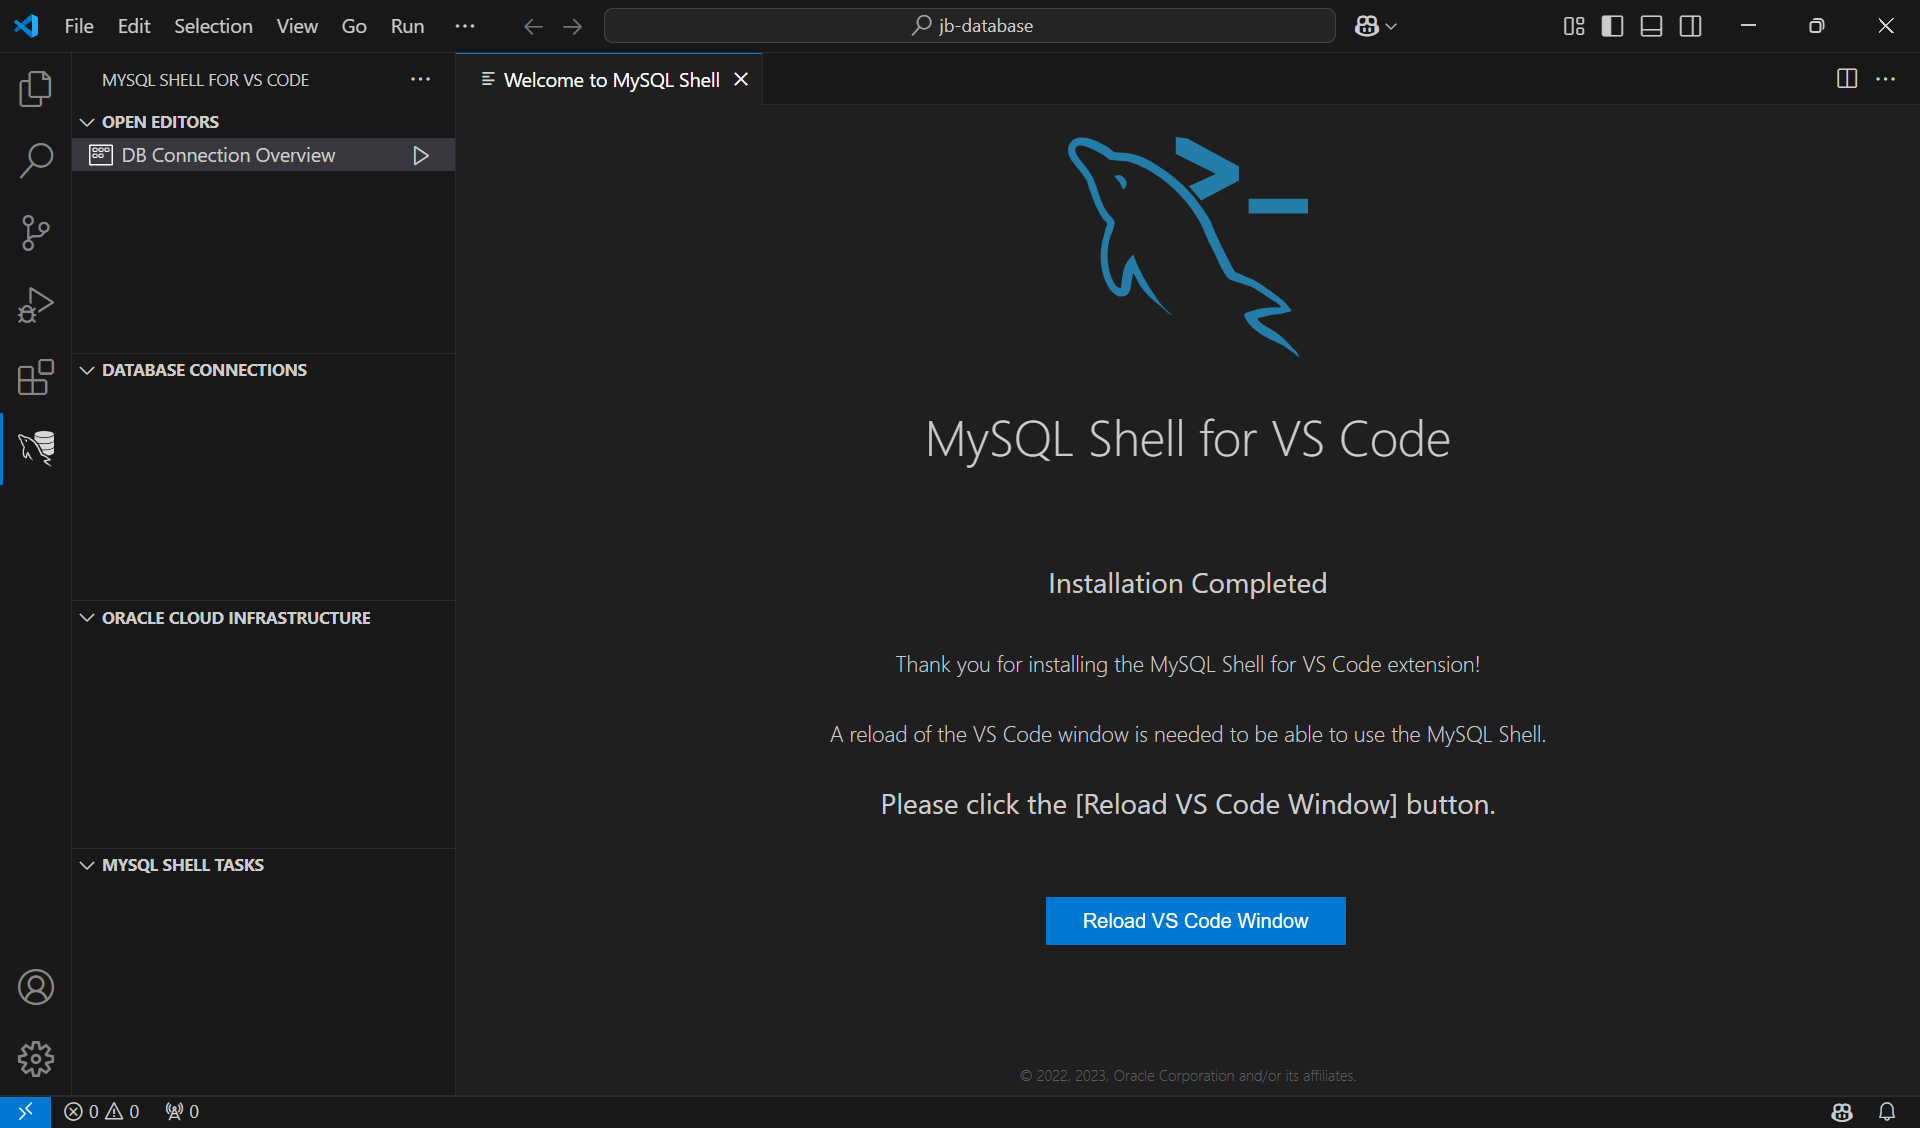 File Edit Selection View Go Run ··· jb-database
MYSQL SHELL FOR VS CODE
OPEN EDITORS
DB Connection Overview
DATABASE CONNECTIONS
ORACLE CLOUD INFRASTRUCTURE
MYSQL SHELL TASKS
Welcome to MySQL Shell
MySQL Shell for VS Code
Installation Completed
Thank you for installing the MySQL Shell for VS Code extension!
A reload of the VS Code window is needed to be able to use the MySQL Shell.
Please click the [Reload VS Code Window] button.
Reload VS Code Window
© 2022, 2023, Oracle Corporation and/or its affiliates.
0 0 0